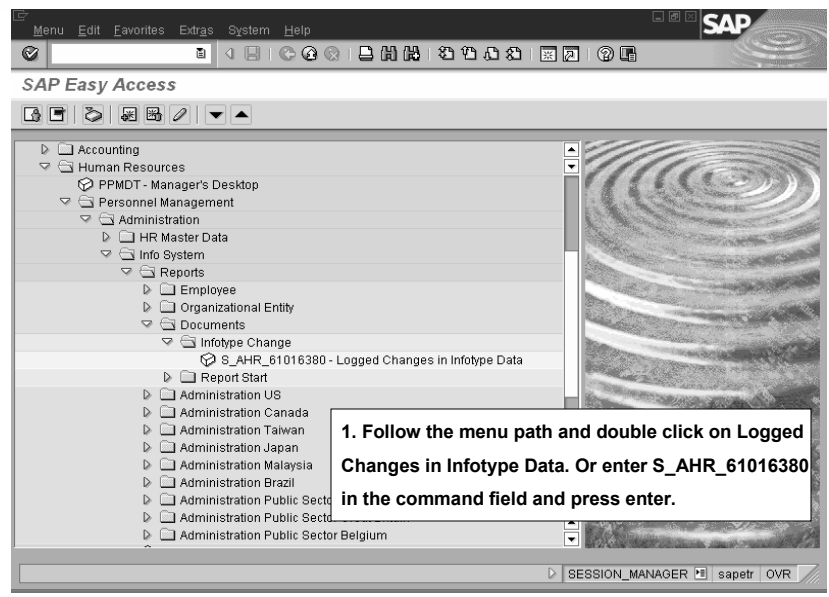 Menu Edit Favorites Extras System Help
SAP
SAP Easy Access
Accounting
Human Resources
PPMDT - Manager's Desktop
Personnel Management
Administration
HR Master Data
Info System
Reports
Employee
Organizational Entity
Documents
Infotype Change
S_AHR_61016380 - Logged Changes in Infotype Data
Report Start
Administration US
Administration Canada
Administration Taiwan
Administration Japan
Administration Malaysia
Administration Brazil
Administration Public
Administration Public
Administration Public Sector Belgium
1. Follow the menu path and double click on Logged
Changes in Infotype Data. Or enter S_AHR_61016380
in the command field and press enter.
SESSION_MANAGER sapetr OVR